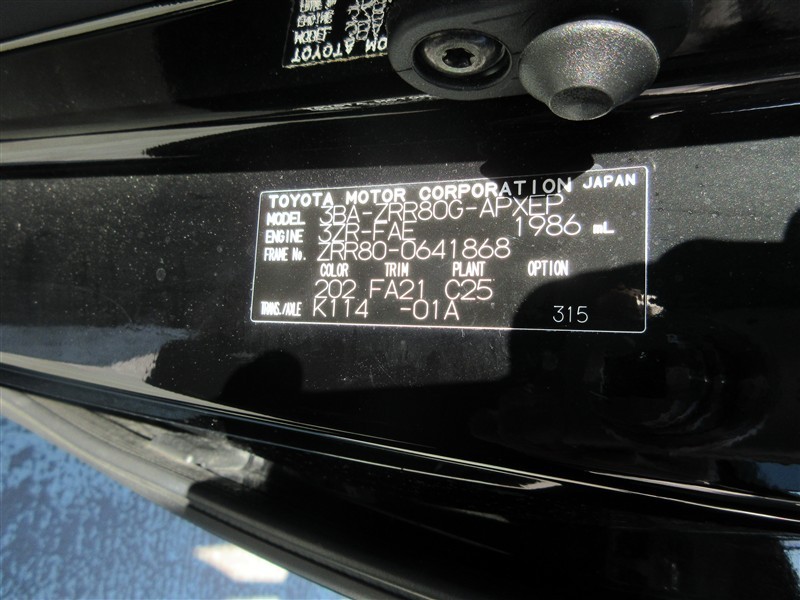 TOYOTA MOTOR CORPORATION JAPAN
MODEL 3BA-ZRR80G-APXEP
ENGINE 3ZR-FAE 1986 mL
FRAME No. ZRR80-0641868
COLOR TRIM PLANT OPTION
202 FA21 C25
TRANS./AXLE K114 -01A 315